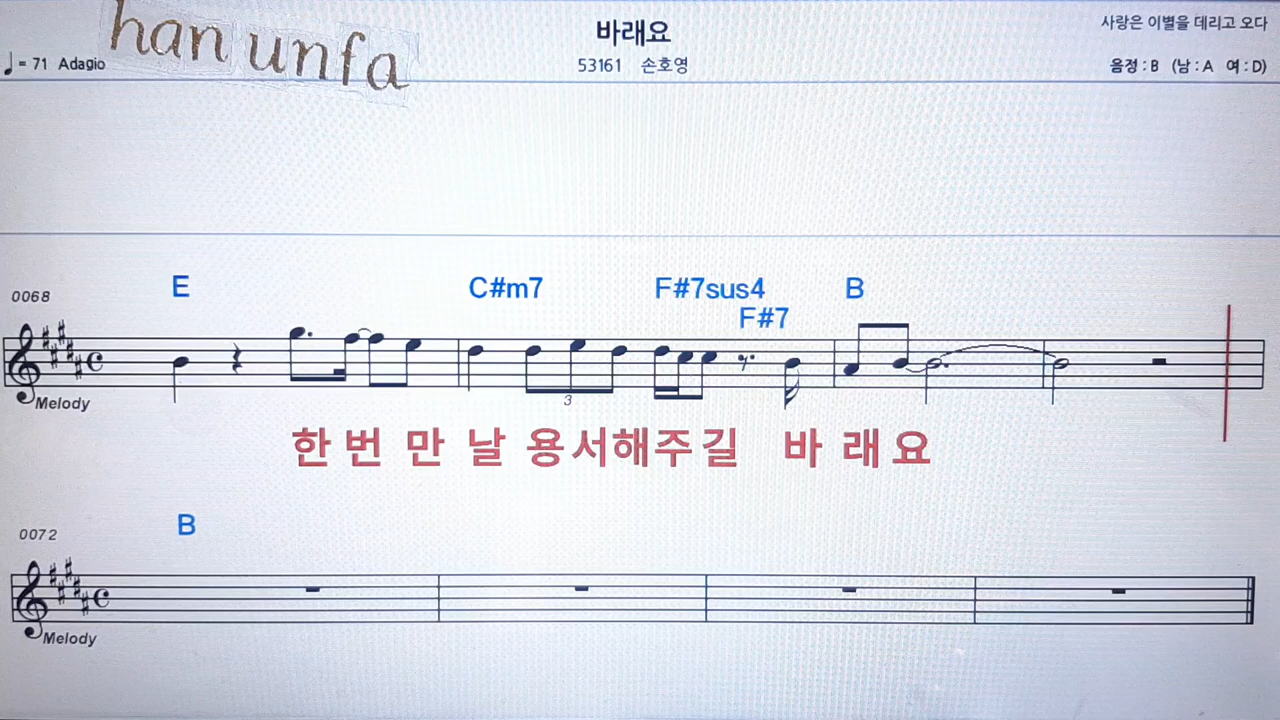 han unfa
바래요
사랑은 이별을 데리고 오다
♩= 71 Adagio
53161 손호영
음정 : B (남 : A 여 : D)
E C#m7 F#7sus4 B
F#7
0068
3
Melody
한 번 만 날 용서해주길 바 래 요
B
0072
Melody